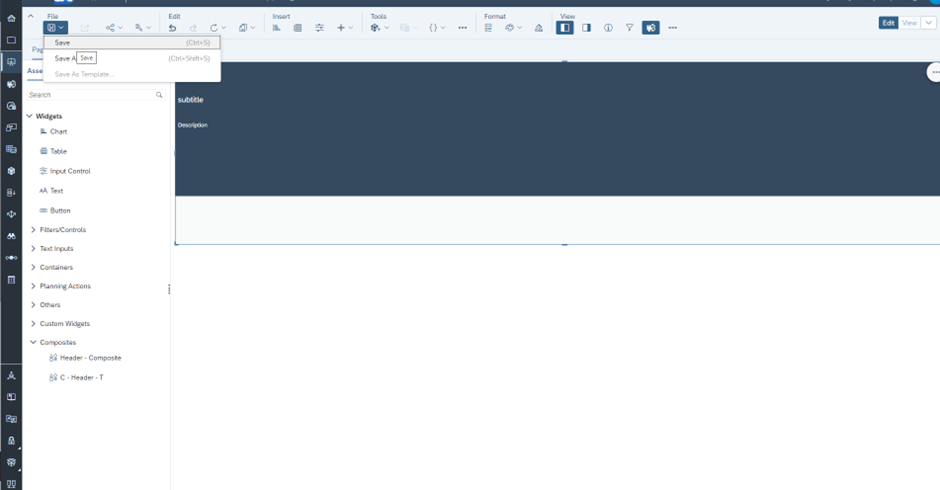 File
Edit
Insert
Tools
Format
View
Edit
View
Save (Ctrl+S)
Save A (Ctrl+Shift+S)
Save
Save As Template...
Pag
Asse
Search
subtitle
Description
Widgets
Chart
Table
Input Control
Text
Button
Filters/Controls
Text Inputs
Containers
Planning Actions
Others
Custom Widgets
Composites
Header - Composite
C - Header - T